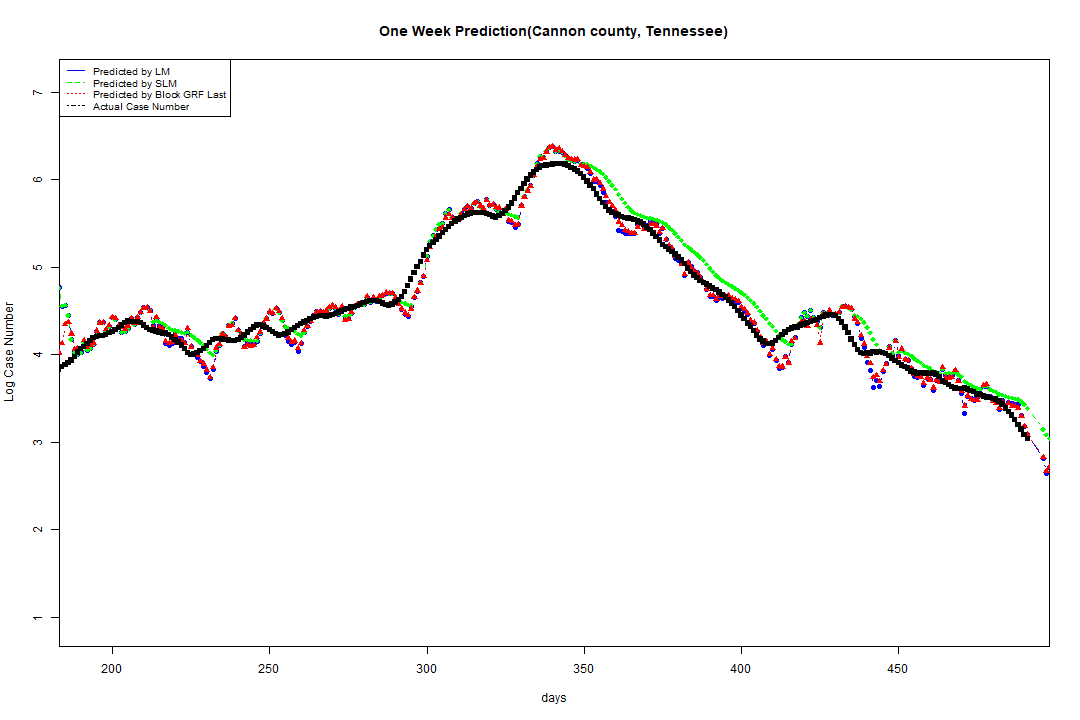 One Week Prediction(Cannon county, Tennessee)
Predicted by LM
Predicted by SLM
Predicted by Block GRF Last
Actual Case Number
Log Case Number
7
6
5
4
3
2
1
200 250 300 350 400 450
days